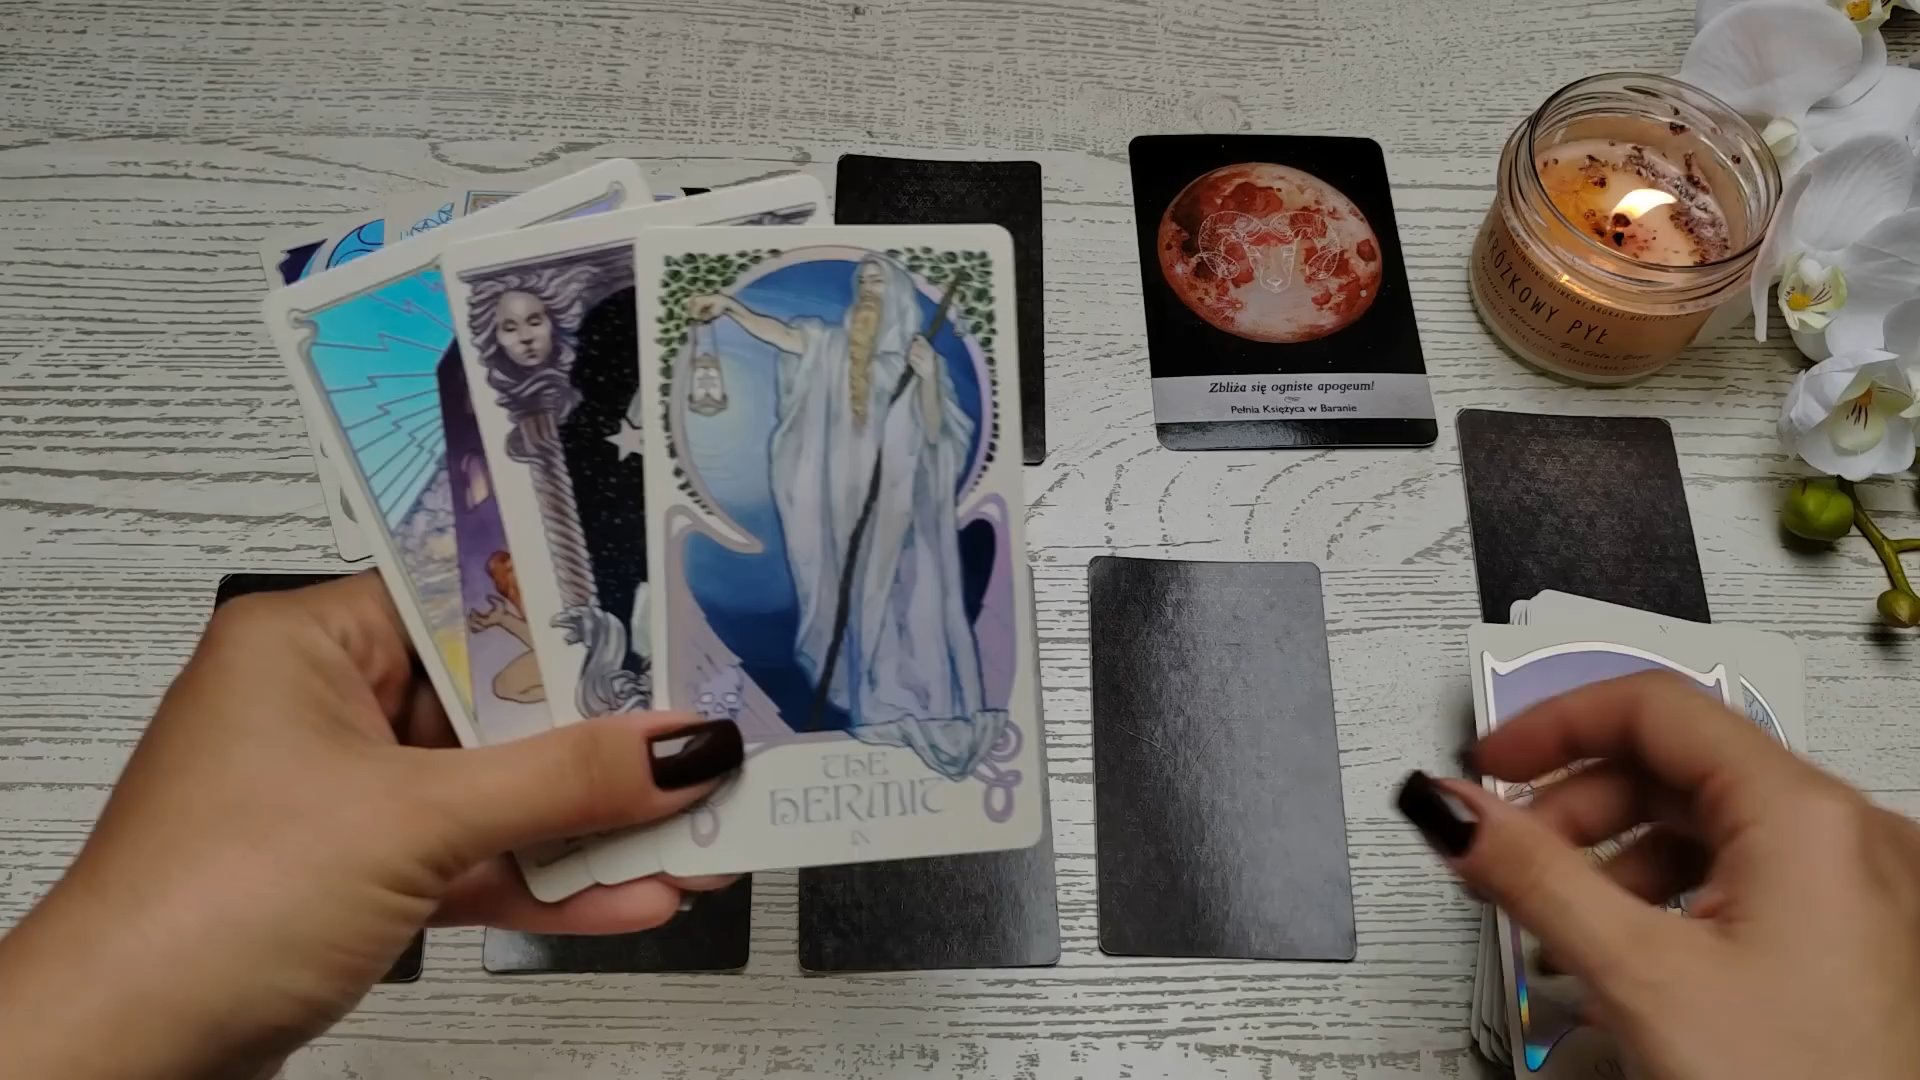 Zbliża się ogniste apogeum!
Pełnia Księżyca w Baranie
WRÓŻKOWY PYŁ
THE
HERMIT
IX
X